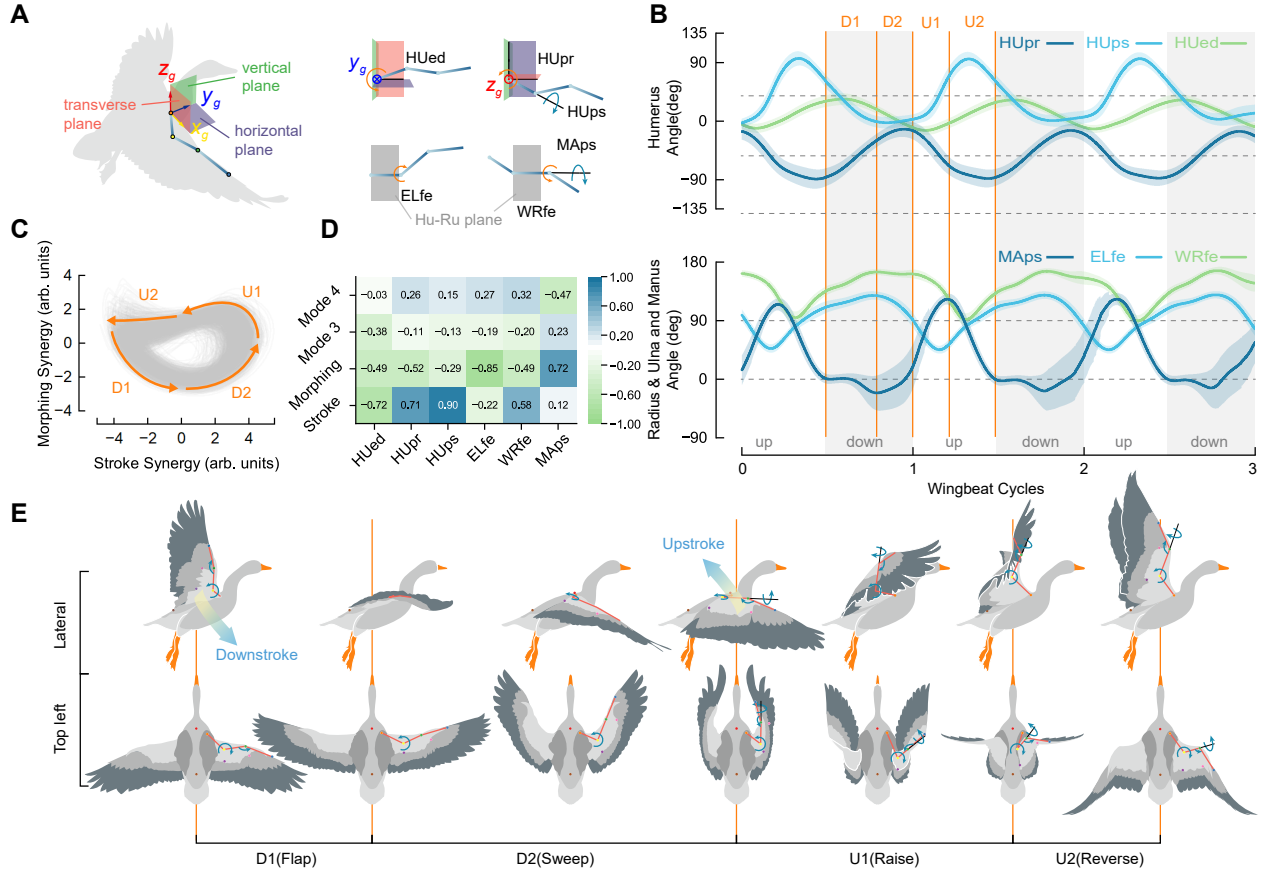 A
z_g
y_g
x_g
vertical
plane
transverse
plane
horizontal
plane
y_g
HUed
z_g
HUpr
HUps
ELfe
MAps
WRfe
Hu-Ru plane
B
D1 D2 U1 U2
HUpr HUps HUed
135
90
0
−90
−135
Humerus
Angle(deg)
MAps ELfe WRfe
180
90
0
−90
Radius & Ulna and Manus
Angle (deg)
up down up down up down
0 1 2 3
Wingbeat Cycles
C
4
2
0
−2
−4
Morphing Synergy (arb. units)
U2 U1
D1 D2
−4 −2 0 2 4
Stroke Synergy (arb. units)
D
Mode 4 −0.03 0.26 0.15 0.27 0.32 −0.47
Mode 3 −0.38 −0.11 −0.13 −0.19 −0.20 0.23
Morphing −0.49 −0.52 −0.29 −0.85 −0.49 0.72
Stroke −0.72 0.71 0.90 −0.22 0.58 0.12
HUed HUpr HUps ELfe WRfe MAps
1.00
0.60
0.20
−0.20
−0.60
−1.00
E
Lateral
Downstroke
Upstroke
Top left
D1(Flap) D2(Sweep) U1(Raise) U2(Reverse)